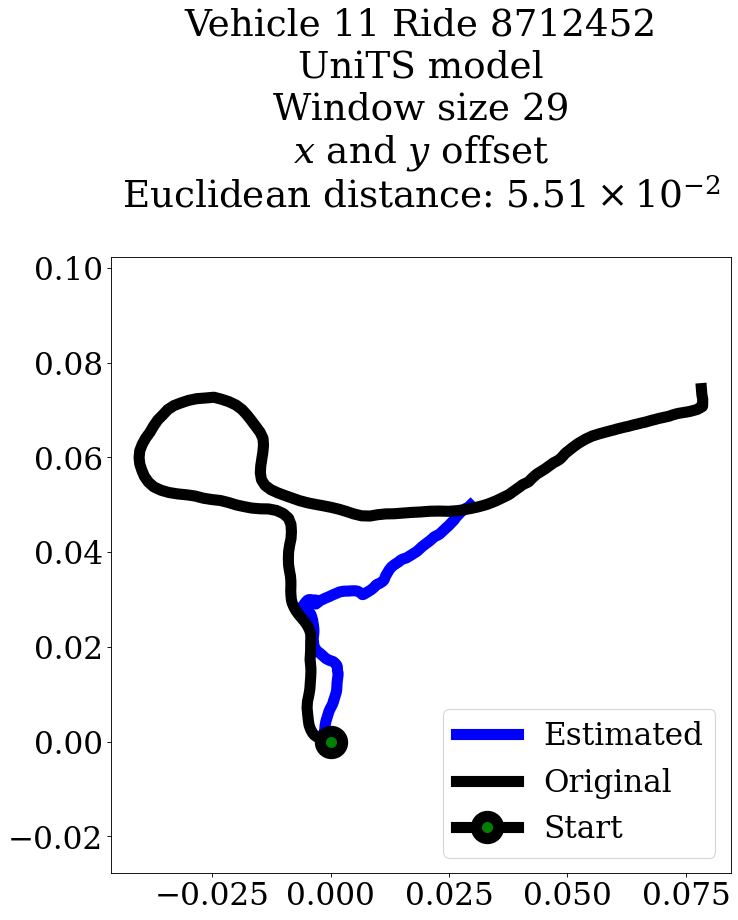 Vehicle 11 Ride 8712452
UniTS model
Window size 29
x and y offset
Euclidean distance: 5.51 × 10⁻²
0.10
0.08
0.06
0.04
0.02
0.00
−0.02
Estimated
Original
Start
−0.025 0.000 0.025 0.050 0.075